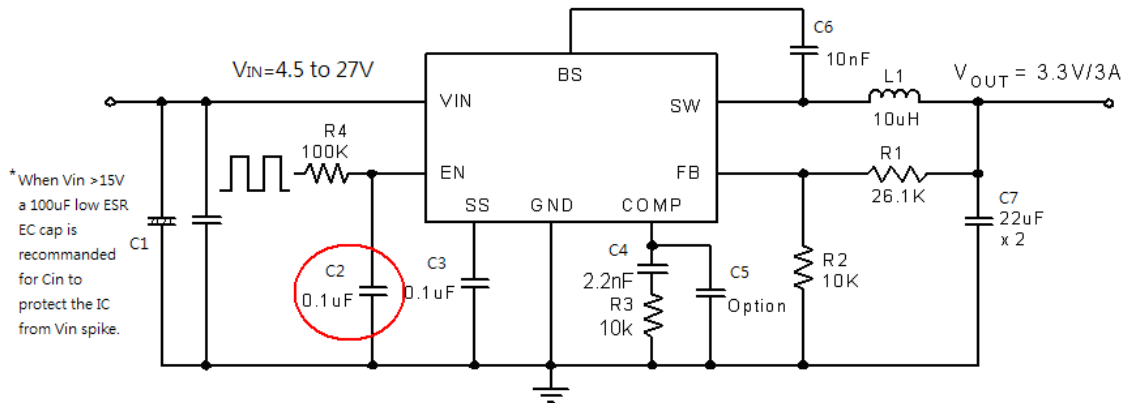 C6
10nF
VIN=4.5 to 27V
BS
VOUT = 3.3V/3A
L1
10uH
VIN
SW
R4
100K
EN
FB
R1
26.1K
SS
GND
COMP
* When Vin >15V
a 100uF low ESR
EC cap is
recommanded
for Cin to
protect the IC
from Vin spike.
C1
C2
0.1uF
C3
0.1uF
C4
2.2nF
R3
10k
C5
Option
R2
10K
C7
22uF
x 2